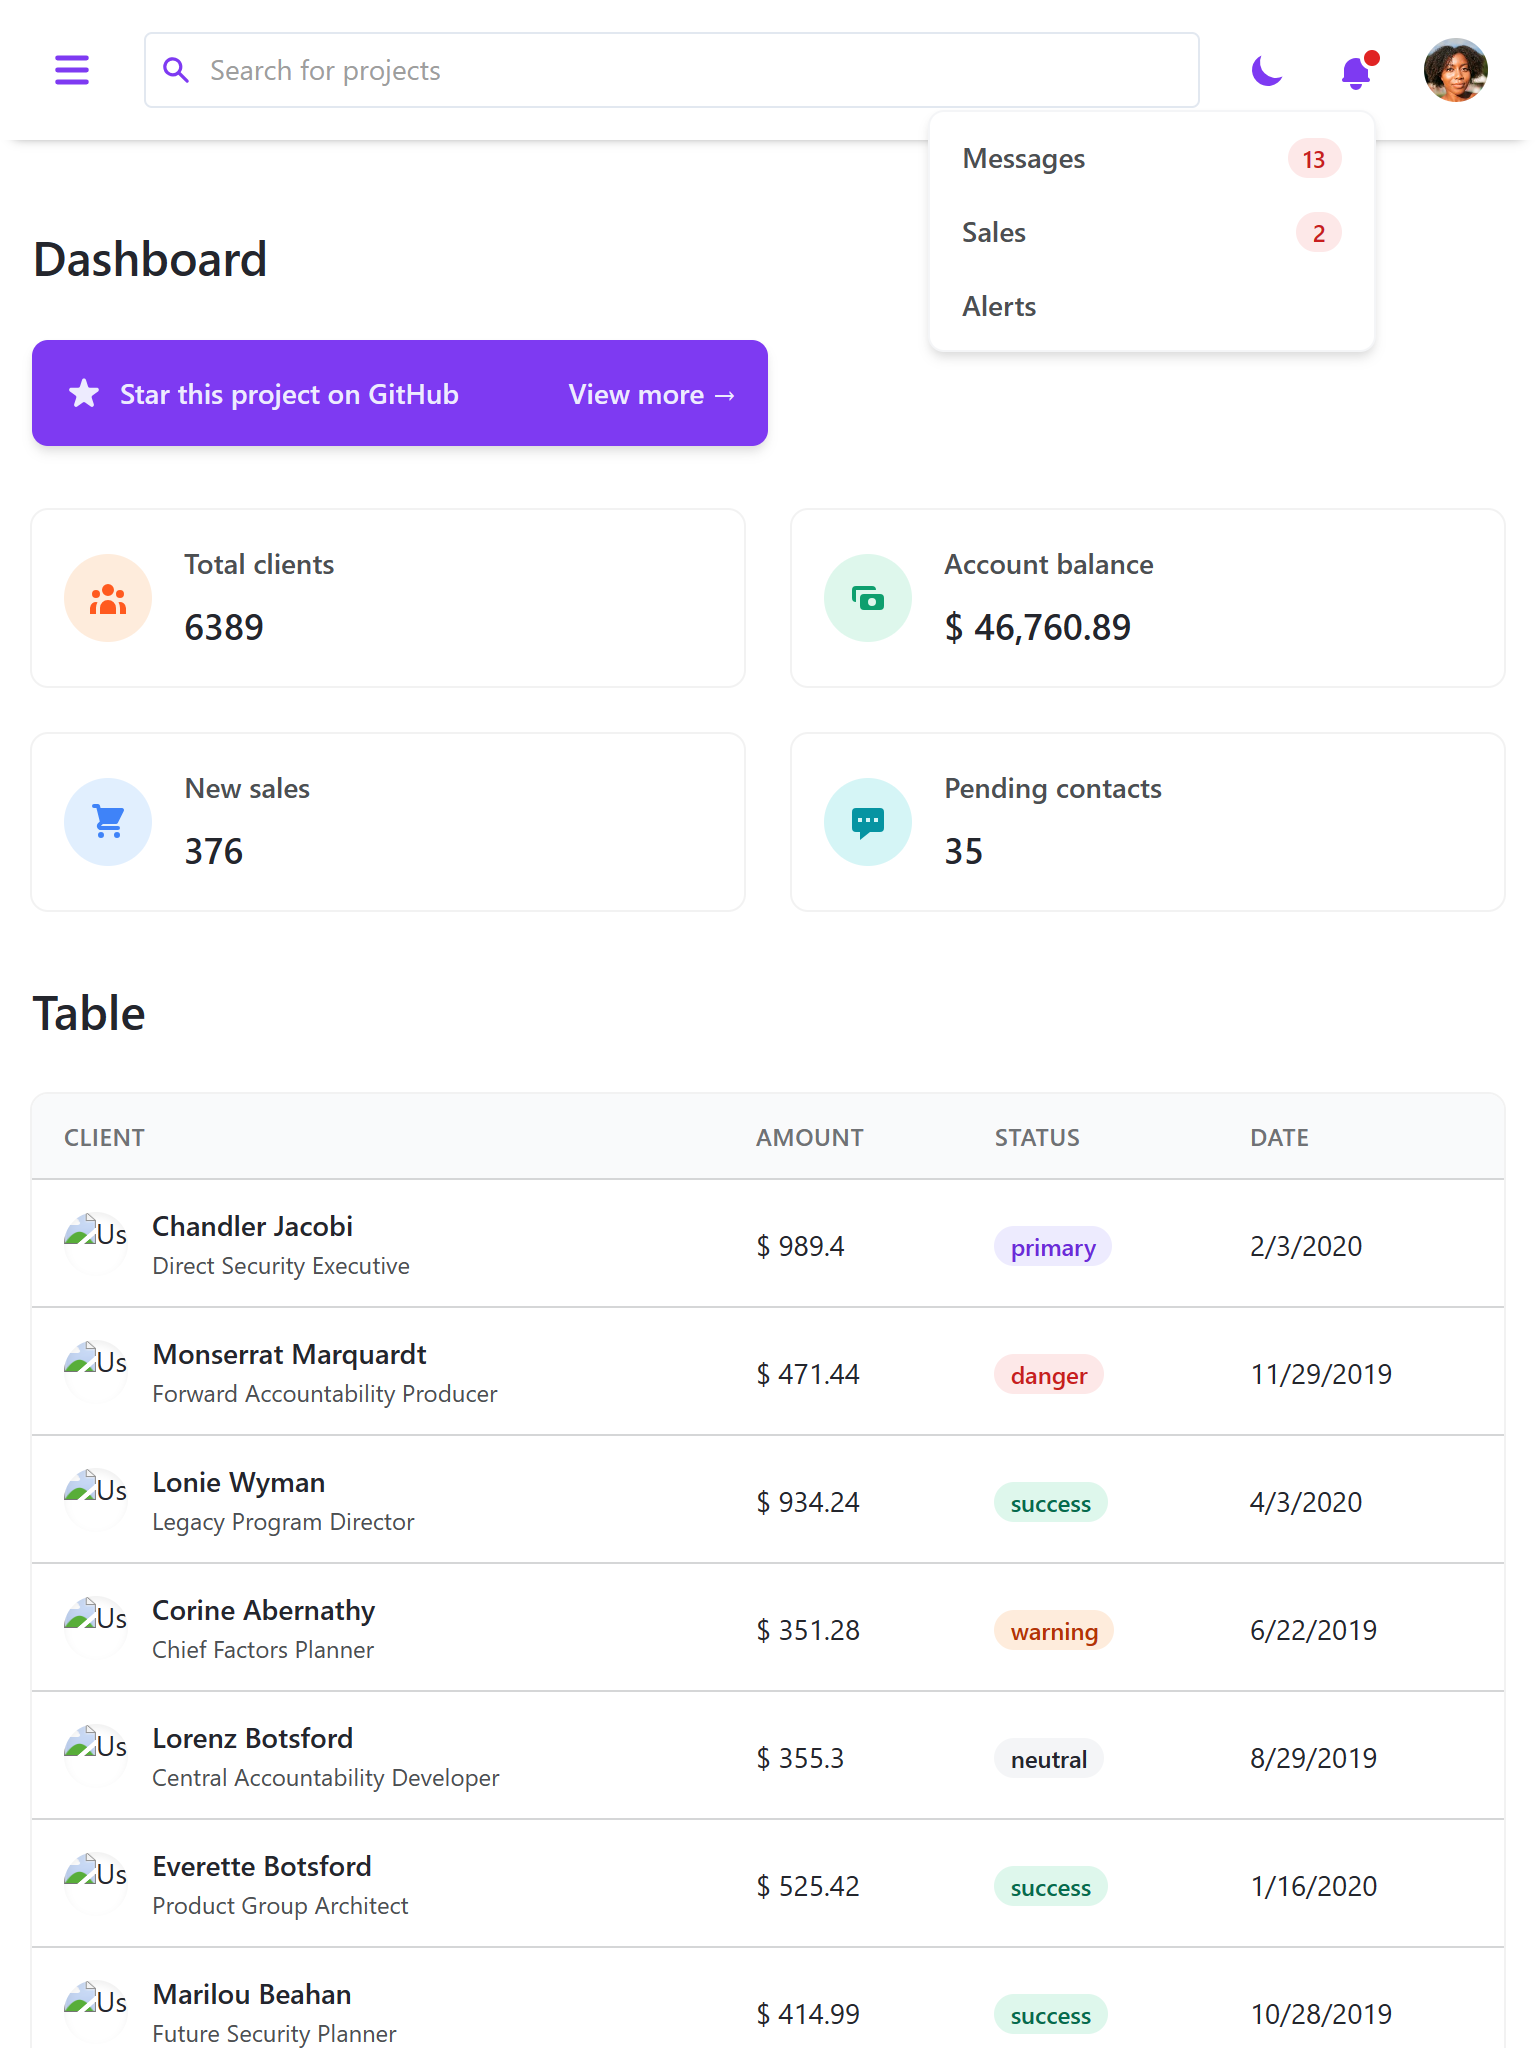 Search for projects
Messages 13
Sales 2
Alerts
Dashboard
Star this project on GitHub View more →
Total clients
6389
Account balance
$ 46,760.89
New sales
376
Pending contacts
35
Table
CLIENT AMOUNT STATUS DATE
Us Chandler Jacobi
Direct Security Executive
$ 989.4 primary 2/3/2020
Us Monserrat Marquardt
Forward Accountability Producer
$ 471.44 danger 11/29/2019
Us Lonie Wyman
Legacy Program Director
$ 934.24 success 4/3/2020
Us Corine Abernathy
Chief Factors Planner
$ 351.28 warning 6/22/2019
Us Lorenz Botsford
Central Accountability Developer
$ 355.3 neutral 8/29/2019
Us Everette Botsford
Product Group Architect
$ 525.42 success 1/16/2020
Us Marilou Beahan
Future Security Planner
$ 414.99 success 10/28/2019